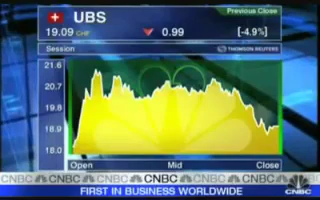 UBS
Previous Close
19.09 CHF
0.99
[-4.9%]
Session
THOMSON REUTERS
21.6
20.7
19.8
18.9
18.0
Open
Mid
Close
CNBC CNBC CNBC CNBC CNBC CNBC
FIRST IN BUSINESS WORLDWIDE
CNBC